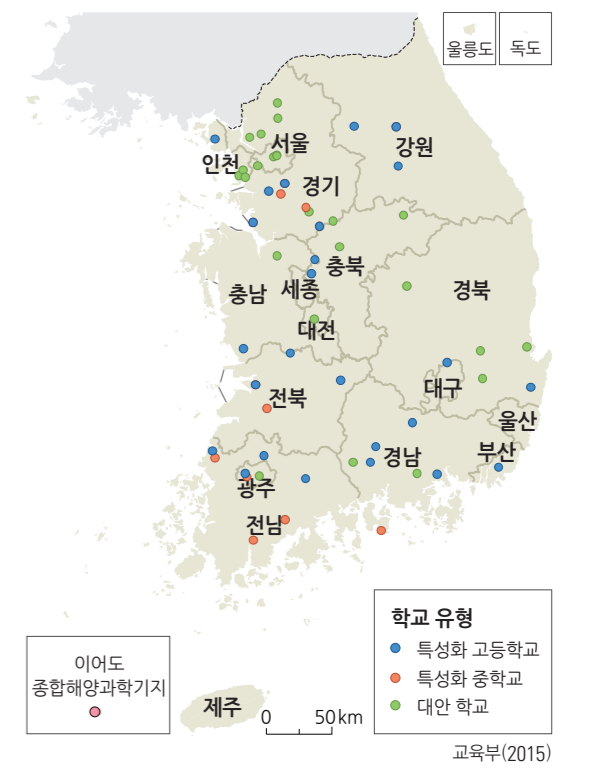 울릉도
독도
서울
강원
인천
경기
충북
충남
세종
경북
대전
대구
전북
울산
부산
경남
광주
전남
학교 유형
특성화 고등학교
특성화 중학교
대안 학교
이어도
종합해양과학기지
제주
0 50km
교육부(2015)